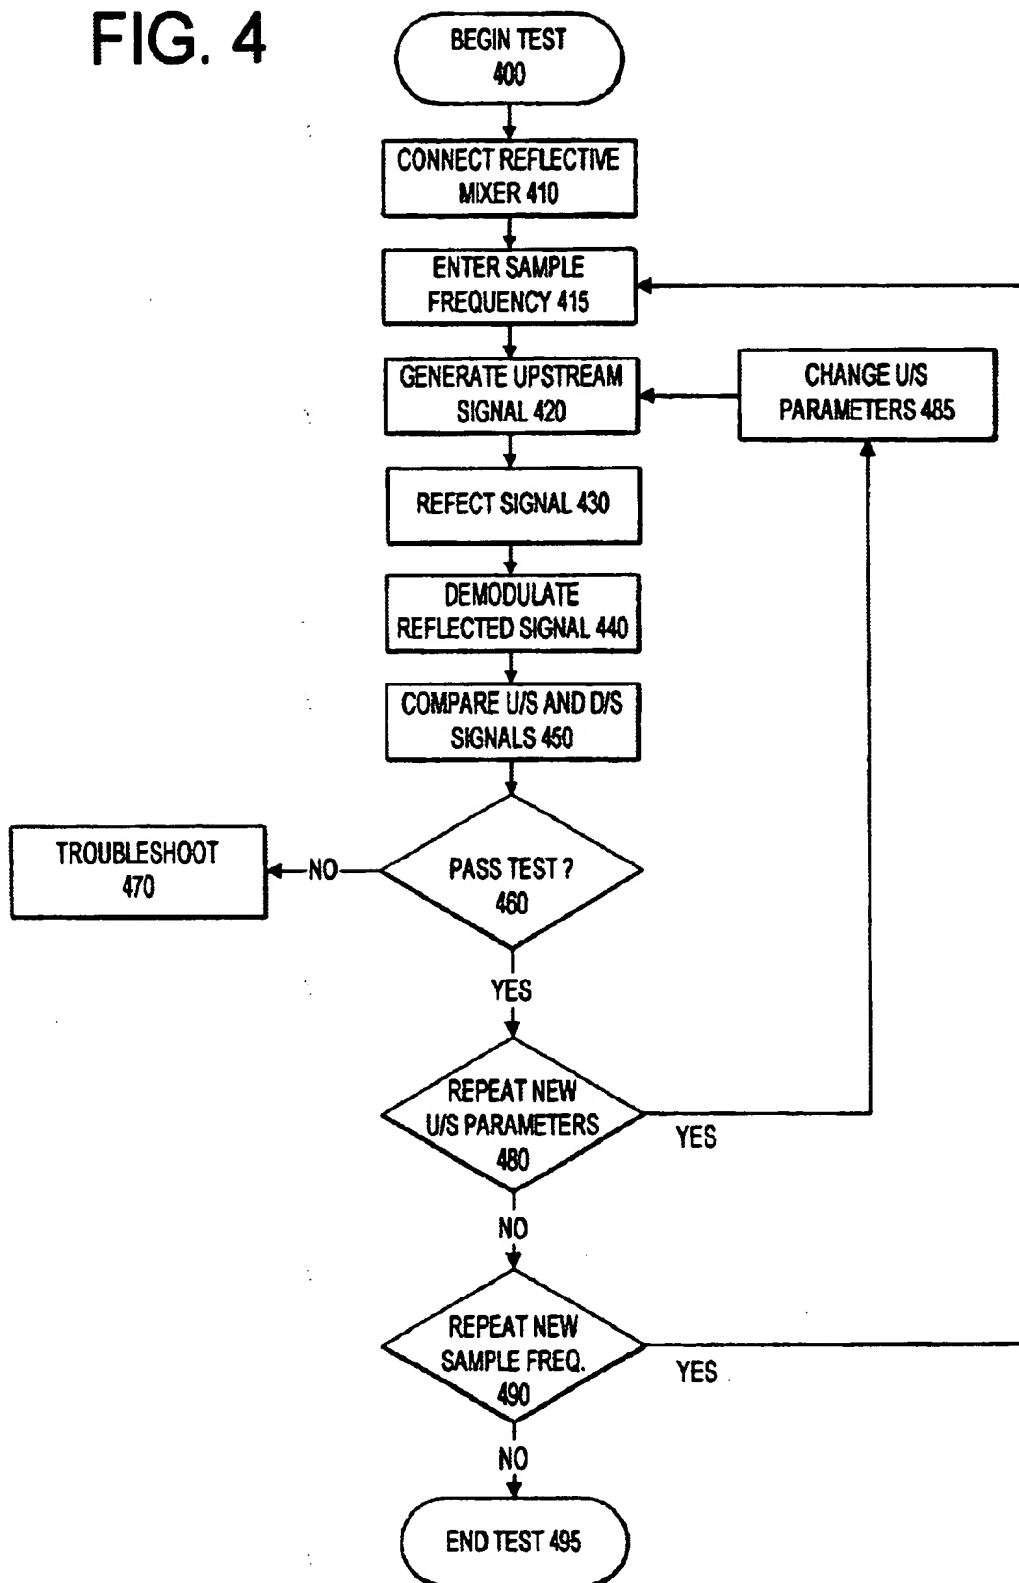 FIG. 4
BEGIN TEST
400
CONNECT REFLECTIVE
MIXER 410
ENTER SAMPLE
FREQUENCY 415
GENERATE UPSTREAM
SIGNAL 420
CHANGE U/S
PARAMETERS 485
REFECT SIGNAL 430
DEMODULATE
REFLECTED SIGNAL 440
COMPARE U/S AND D/S
SIGNALS 450
PASS TEST ?
460
NO
TROUBLESHOOT
470
YES
REPEAT NEW
U/S PARAMETERS
480
YES
NO
REPEAT NEW
SAMPLE FREQ.
490
YES
NO
END TEST 495